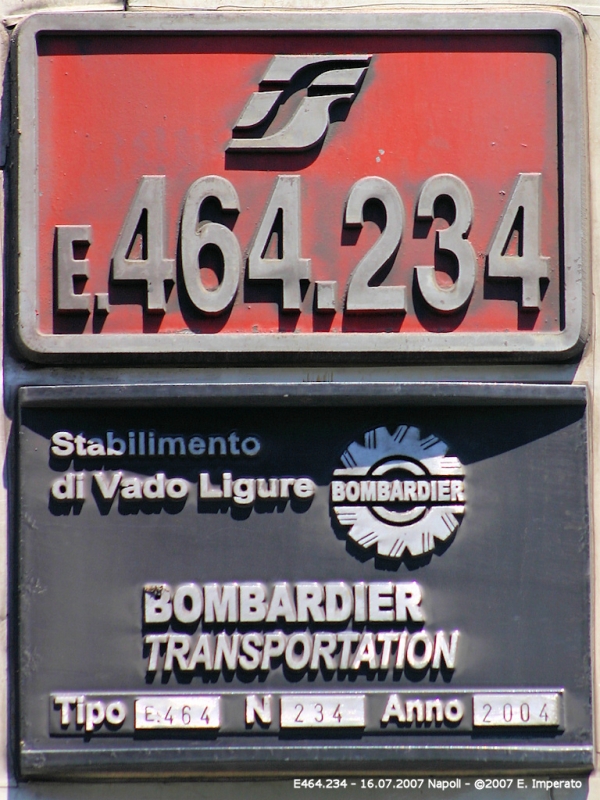 E.464.234
Stabilimento
di Vado Ligure
BOMBARDIER
BOMBARDIER
TRANSPORTATION
Tipo E.464 N 234 Anno 2004
E464.234 - 16.07.2007 Napoli - ©2007 E. Imperato